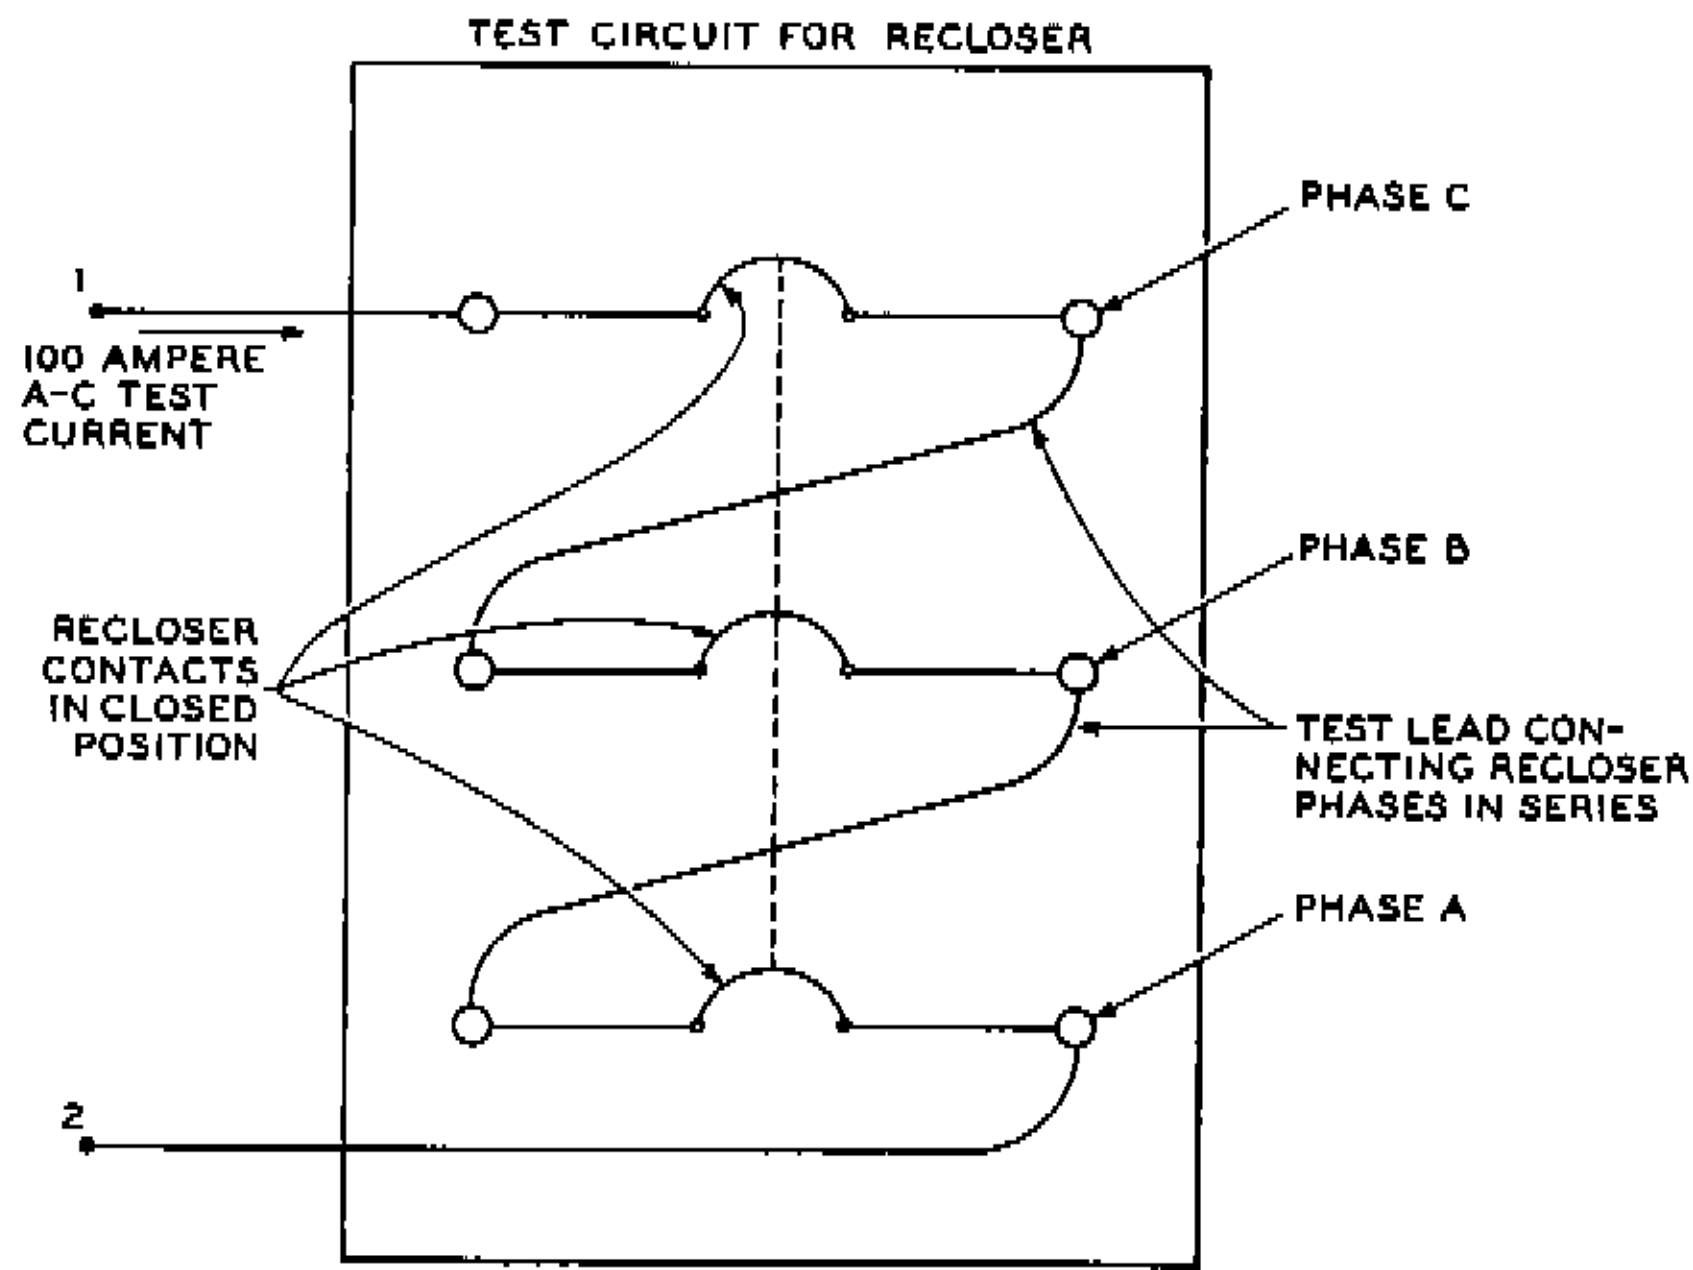 TEST CIRCUIT FOR RECLOSER
PHASE C
1
100 AMPERE
A-C TEST
CURRENT
PHASE B
RECLOSER
CONTACTS
IN CLOSED
POSITION
TEST LEAD CON-
NECTING RECLOSER
PHASES IN SERIES
PHASE A
2